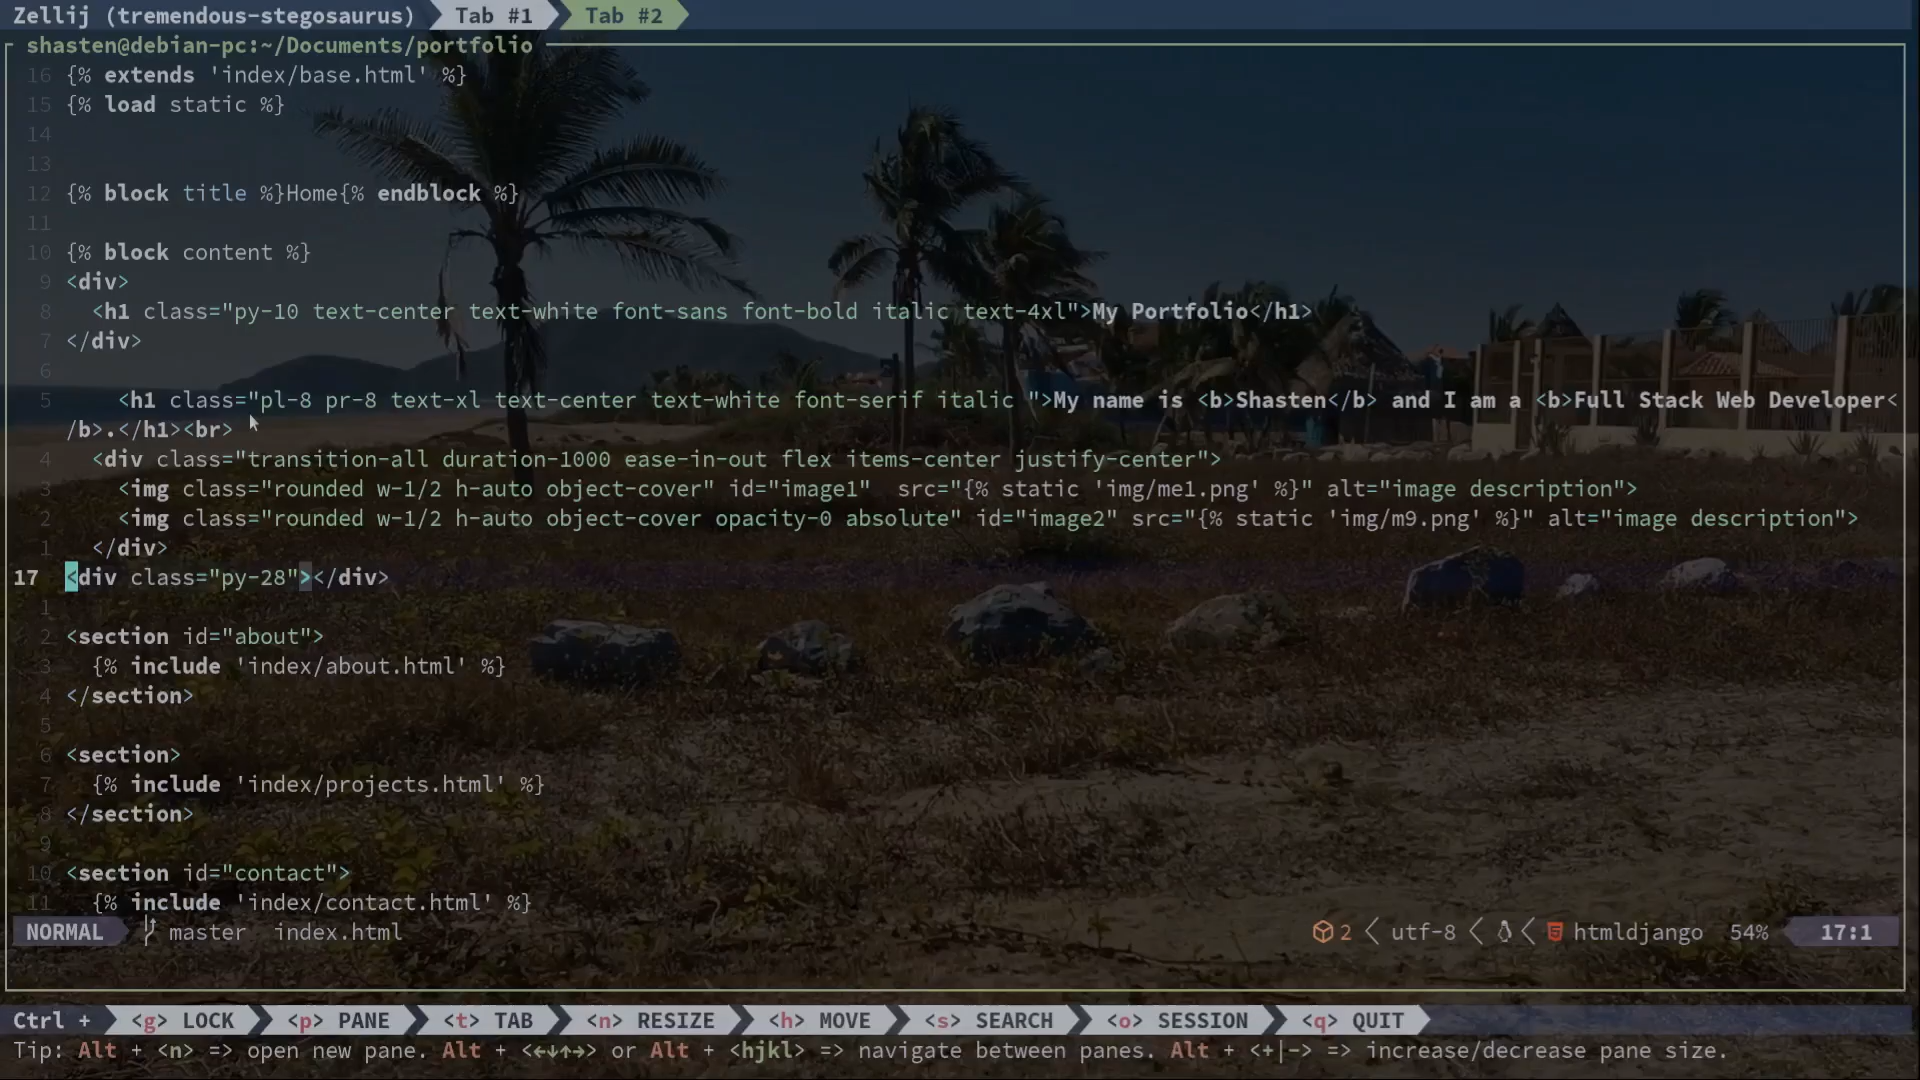 Zellij (tremendous-stegosaurus) Tab #1 Tab #2
shasten@debian-pc:~/Documents/portfolio
16 {% extends 'index/base.html' %}
15 {% load static %}
14
13
12 {% block title %}Home{% endblock %}
11
10 {% block content %}
9 <div>
8 <h1 class="py-10 text-center text-white font-sans font-bold italic text-4xl">My Portfolio</h1>
7 </div>
6
5 <h1 class="pl-8 pr-8 text-xl text-center text-white font-serif italic ">My name is <b>Shasten</b> and I am a <b>Full Stack Web Developer<
/b>.</h1><br>
4 <div class="transition-all duration-1000 ease-in-out flex items-center justify-center">
3 <img class="rounded w-1/2 h-auto object-cover" id="image1"  src="{% static 'img/me1.png' %}" alt="image description">
2 <img class="rounded w-1/2 h-auto object-cover opacity-0 absolute" id="image2" src="{% static 'img/m9.png' %}" alt="image description">
1 </div>
17 <div class="py-28"></div>
1
2 <section id="about">
3 {% include 'index/about.html' %}
4 </section>
5
6 <section>
7 {% include 'index/projects.html' %}
8 </section>
9
10 <section id="contact">
11 {% include 'index/contact.html' %}
NORMAL master index.html 2 utf-8 htmldjango 54% 17:1
Ctrl + <g> LOCK <p> PANE <t> TAB <n> RESIZE <h> MOVE <s> SEARCH <o> SESSION <q> QUIT
Tip: Alt + <n> => open new pane. Alt + <←↓↑→> or Alt + <hjkl> => navigate between panes. Alt + <+|-> => increase/decrease pane size.